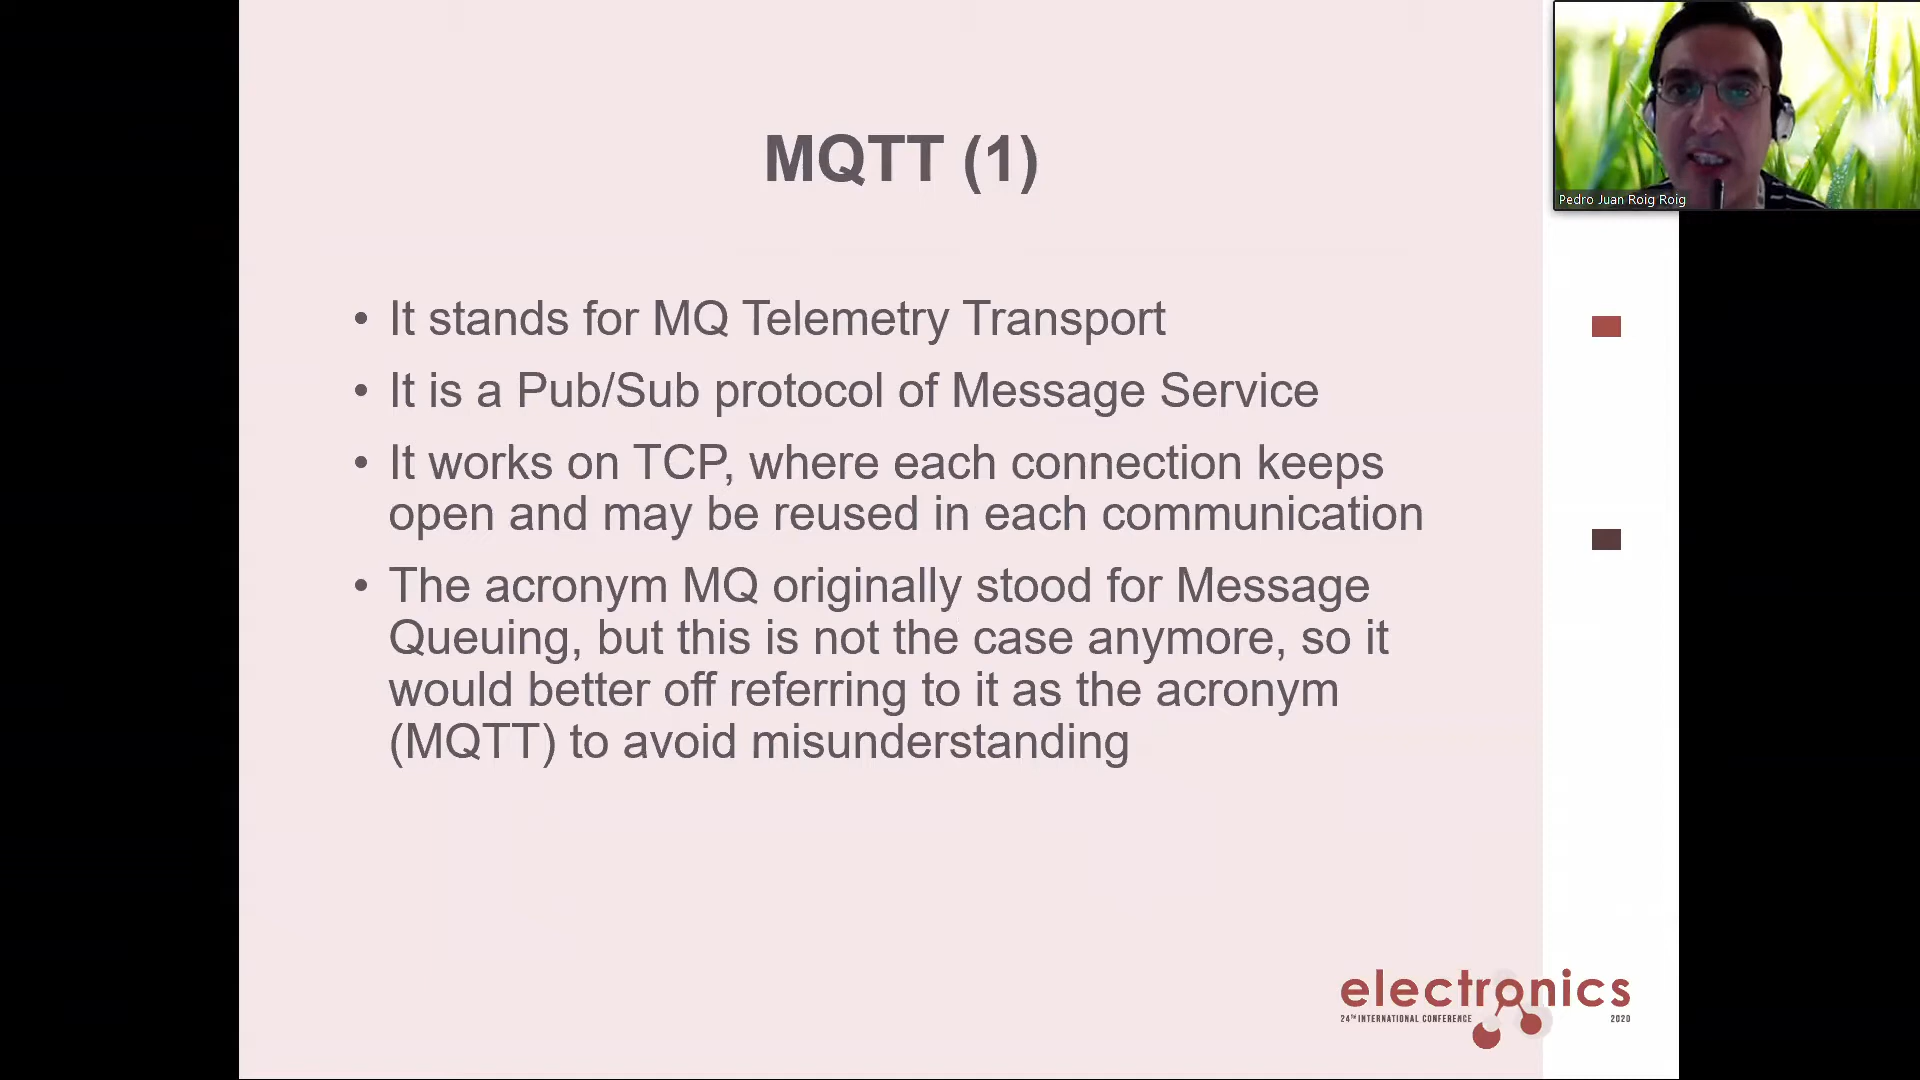 MQTT (1)
• It stands for MQ Telemetry Transport
• It is a Pub/Sub protocol of Message Service
• It works on TCP, where each connection keeps
open and may be reused in each communication
• The acronym MQ originally stood for Message
Queuing, but this is not the case anymore, so it
would better off referring to it as the acronym
(MQTT) to avoid misunderstanding
Pedro Juan Roig Roig
electronics
24TH INTERNATIONAL CONFERENCE 2020